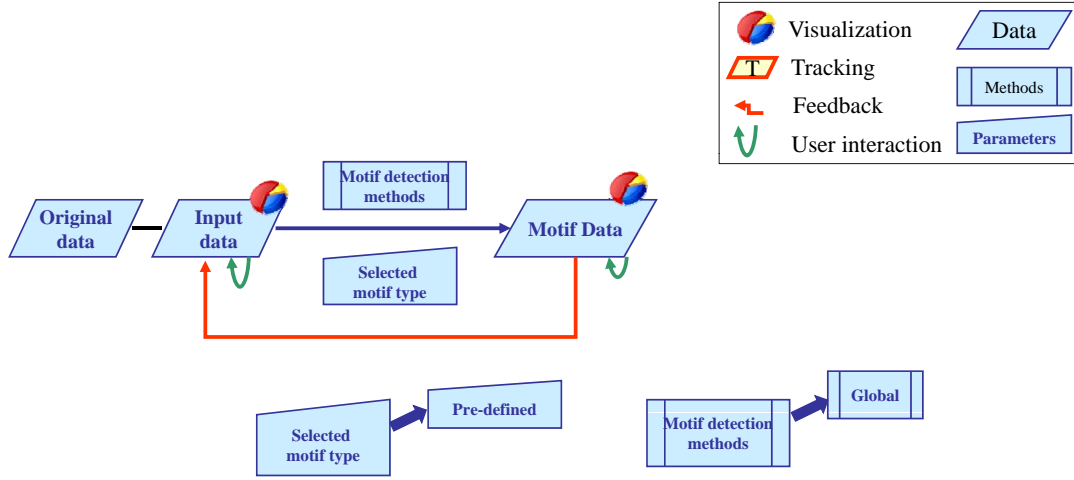 Visualization
Data
T
Tracking
Methods
Feedback
User interaction
Parameters
Motif detection
methods
Original
data
Input
data
Motif Data
Selected
motif type
Pre-defined
Selected
motif type
Global
Motif detection
methods